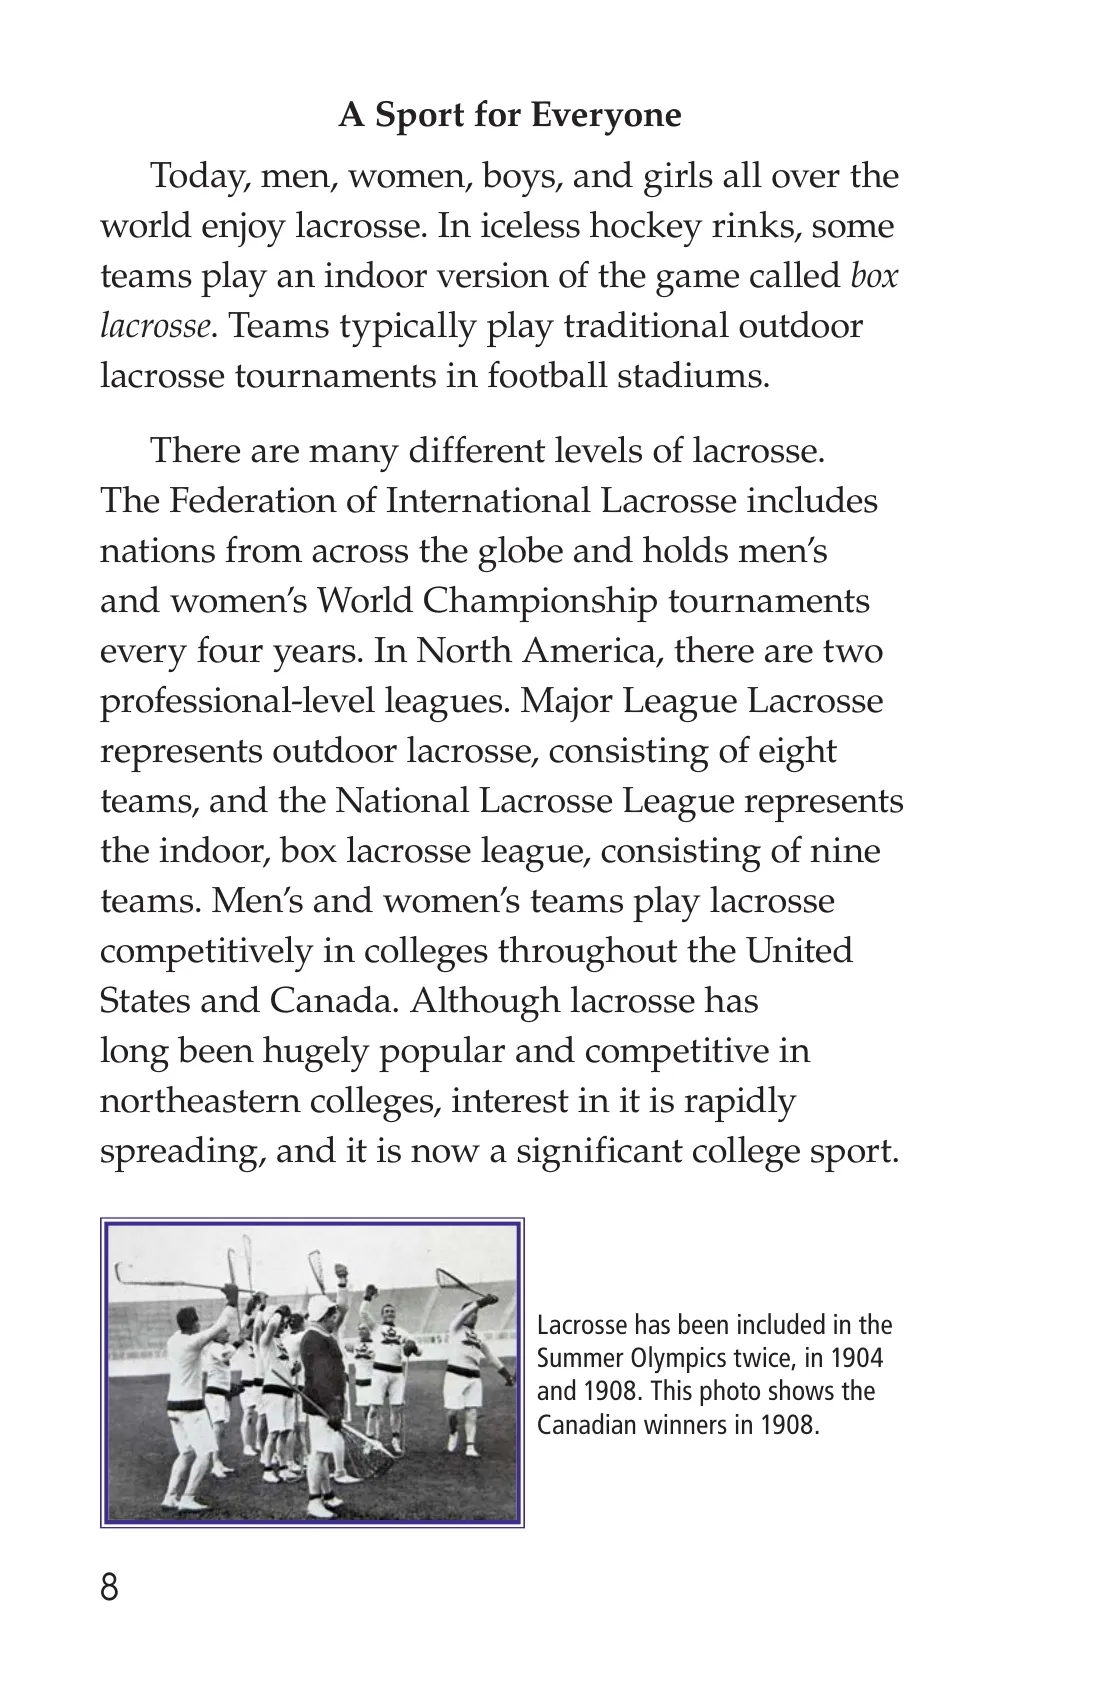 A Sport for Everyone
Today, men, women, boys, and girls all over the
world enjoy lacrosse. In iceless hockey rinks, some
teams play an indoor version of the game called box
lacrosse. Teams typically play traditional outdoor
lacrosse tournaments in football stadiums.
There are many different levels of lacrosse.
The Federation of International Lacrosse includes
nations from across the globe and holds men’s
and women’s World Championship tournaments
every four years. In North America, there are two
professional-level leagues. Major League Lacrosse
represents outdoor lacrosse, consisting of eight
teams, and the National Lacrosse League represents
the indoor, box lacrosse league, consisting of nine
teams. Men’s and women’s teams play lacrosse
competitively in colleges throughout the United
States and Canada. Although lacrosse has
long been hugely popular and competitive in
northeastern colleges, interest in it is rapidly
spreading, and it is now a significant college sport.
Lacrosse has been included in the
Summer Olympics twice, in 1904
and 1908. This photo shows the
Canadian winners in 1908.
8